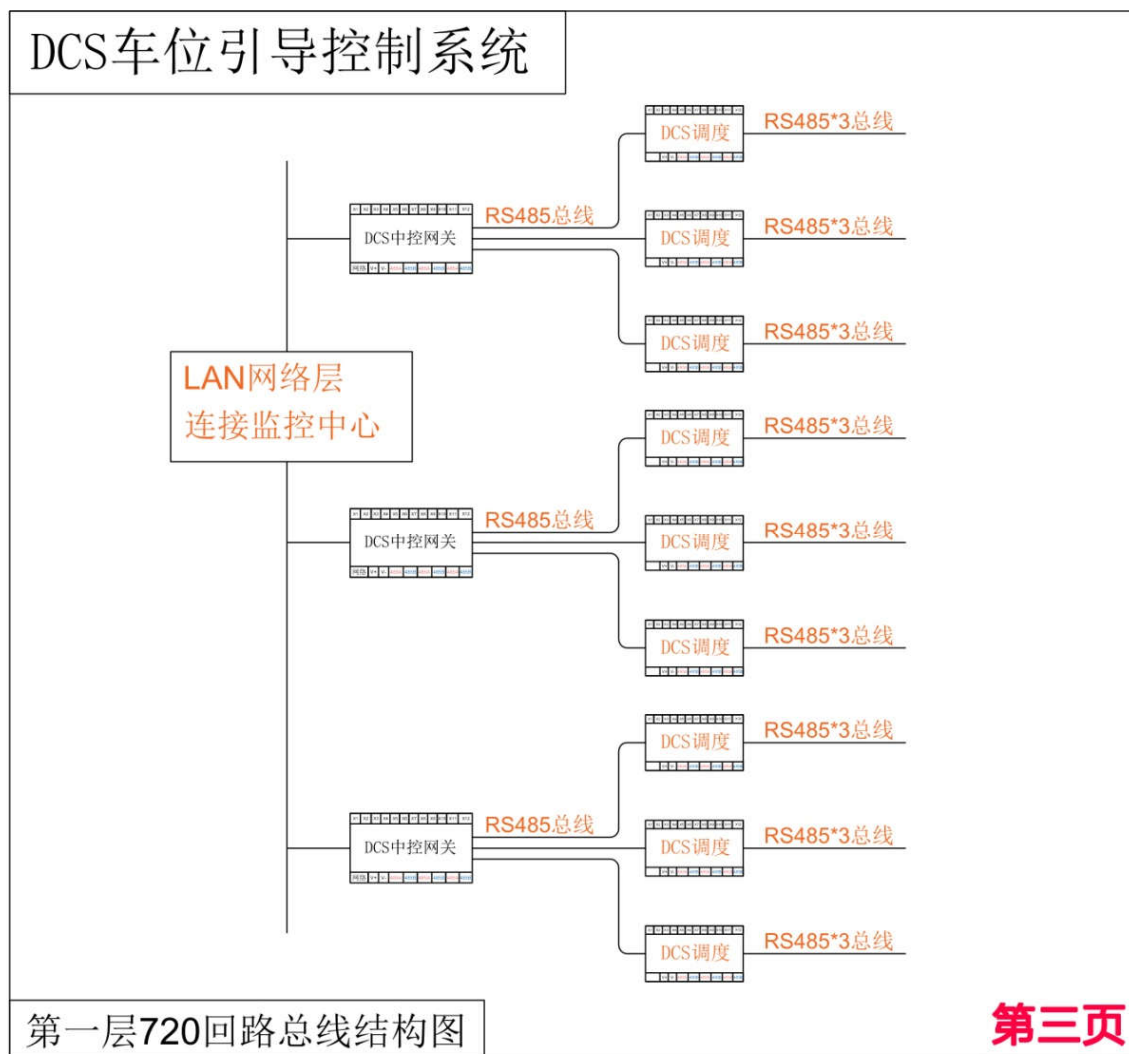 DCS车位引导控制系统
DCS调度
RS485*3总线
RS485总线
DCS中控网关
DCS调度
RS485*3总线
网络 V+ V-
DCS调度
RS485*3总线
LAN网络层
连接监控中心
DCS调度
RS485*3总线
RS485总线
DCS中控网关
DCS调度
RS485*3总线
网络 V+ V-
DCS调度
RS485*3总线
DCS调度
RS485*3总线
RS485总线
DCS中控网关
DCS调度
RS485*3总线
网络 V+ V-
DCS调度
RS485*3总线
第一层720回路总线结构图
第三页